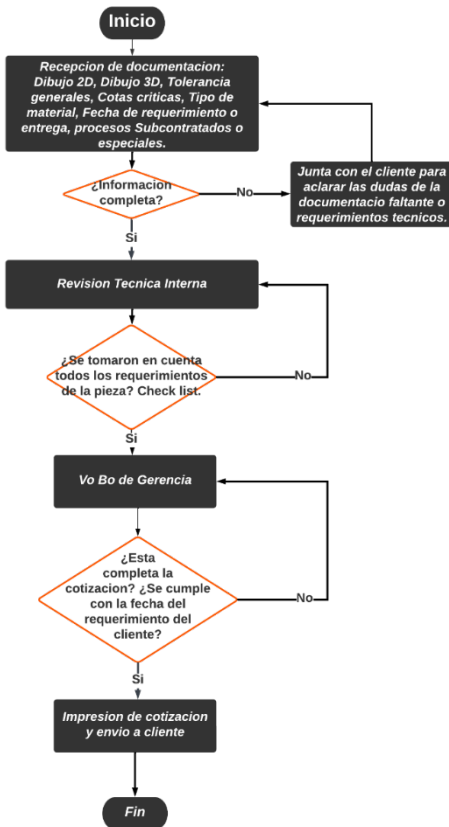 Inicio
Recepcion de documentacion:
Dibujo 2D, Dibujo 3D, Tolerancia
generales, Cotas criticas, Tipo de
material, Fecha de requerimiento o
entrega, procesos Subcontratados o
especiales.
¿Informacion
completa?
No
Junta con el cliente para
aclarar las dudas de la
documentacio faltante o
requerimientos tecnicos.
Si
Revision Tecnica Interna
¿Se tomaron en cuenta
todos los requerimientos
de la pieza? Check list.
No
Si
Vo Bo de Gerencia
¿Esta
completa la
cotizacion? ¿Se cumple
con la fecha del
requerimiento del
cliente?
No
Si
Impresion de cotizacion
y envio a cliente
Fin